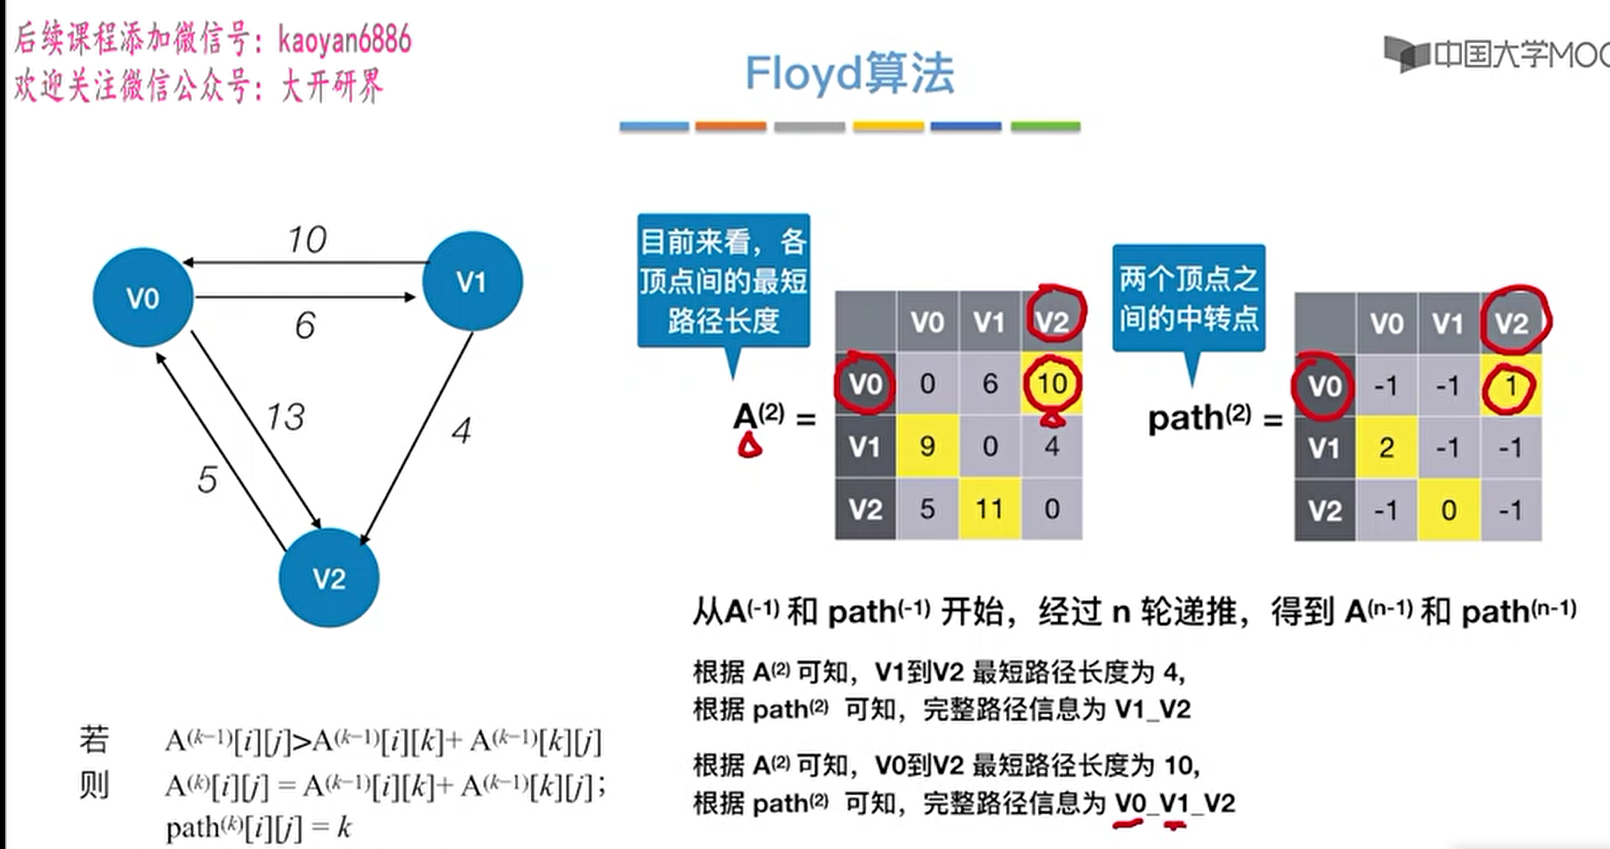 后续课程添加微信号：kaoyan6886
欢迎关注微信公众号：大开研界
Floyd算法
中国大学MOO
10
V0
V1
6
13
4
5
V2
目前来看，各
顶点间的最短
路径长度
A(2) =
V0 V1 V2
V0 0 6 10
V1 9 0 4
V2 5 11 0
两个顶点之
间的中转点
path(2) =
V0 V1 V2
V0 -1 -1 1
V1 2 -1 -1
V2 -1 0 -1
从A(-1) 和 path(-1) 开始，经过 n 轮递推，得到 A(n-1) 和 path(n-1)
根据 A(2) 可知，V1到V2 最短路径长度为 4,
根据 path(2) 可知，完整路径信息为 V1_V2
根据 A(2) 可知，V0到V2 最短路径长度为 10,
根据 path(2) 可知，完整路径信息为 V0_V1_V2
若 A(k−1)[i][j]>A(k−1)[i][k]+ A(k−1)[k][j]
则 A(k)[i][j] = A(k−1)[i][k]+ A(k−1)[k][j];
path(k)[i][j] = k